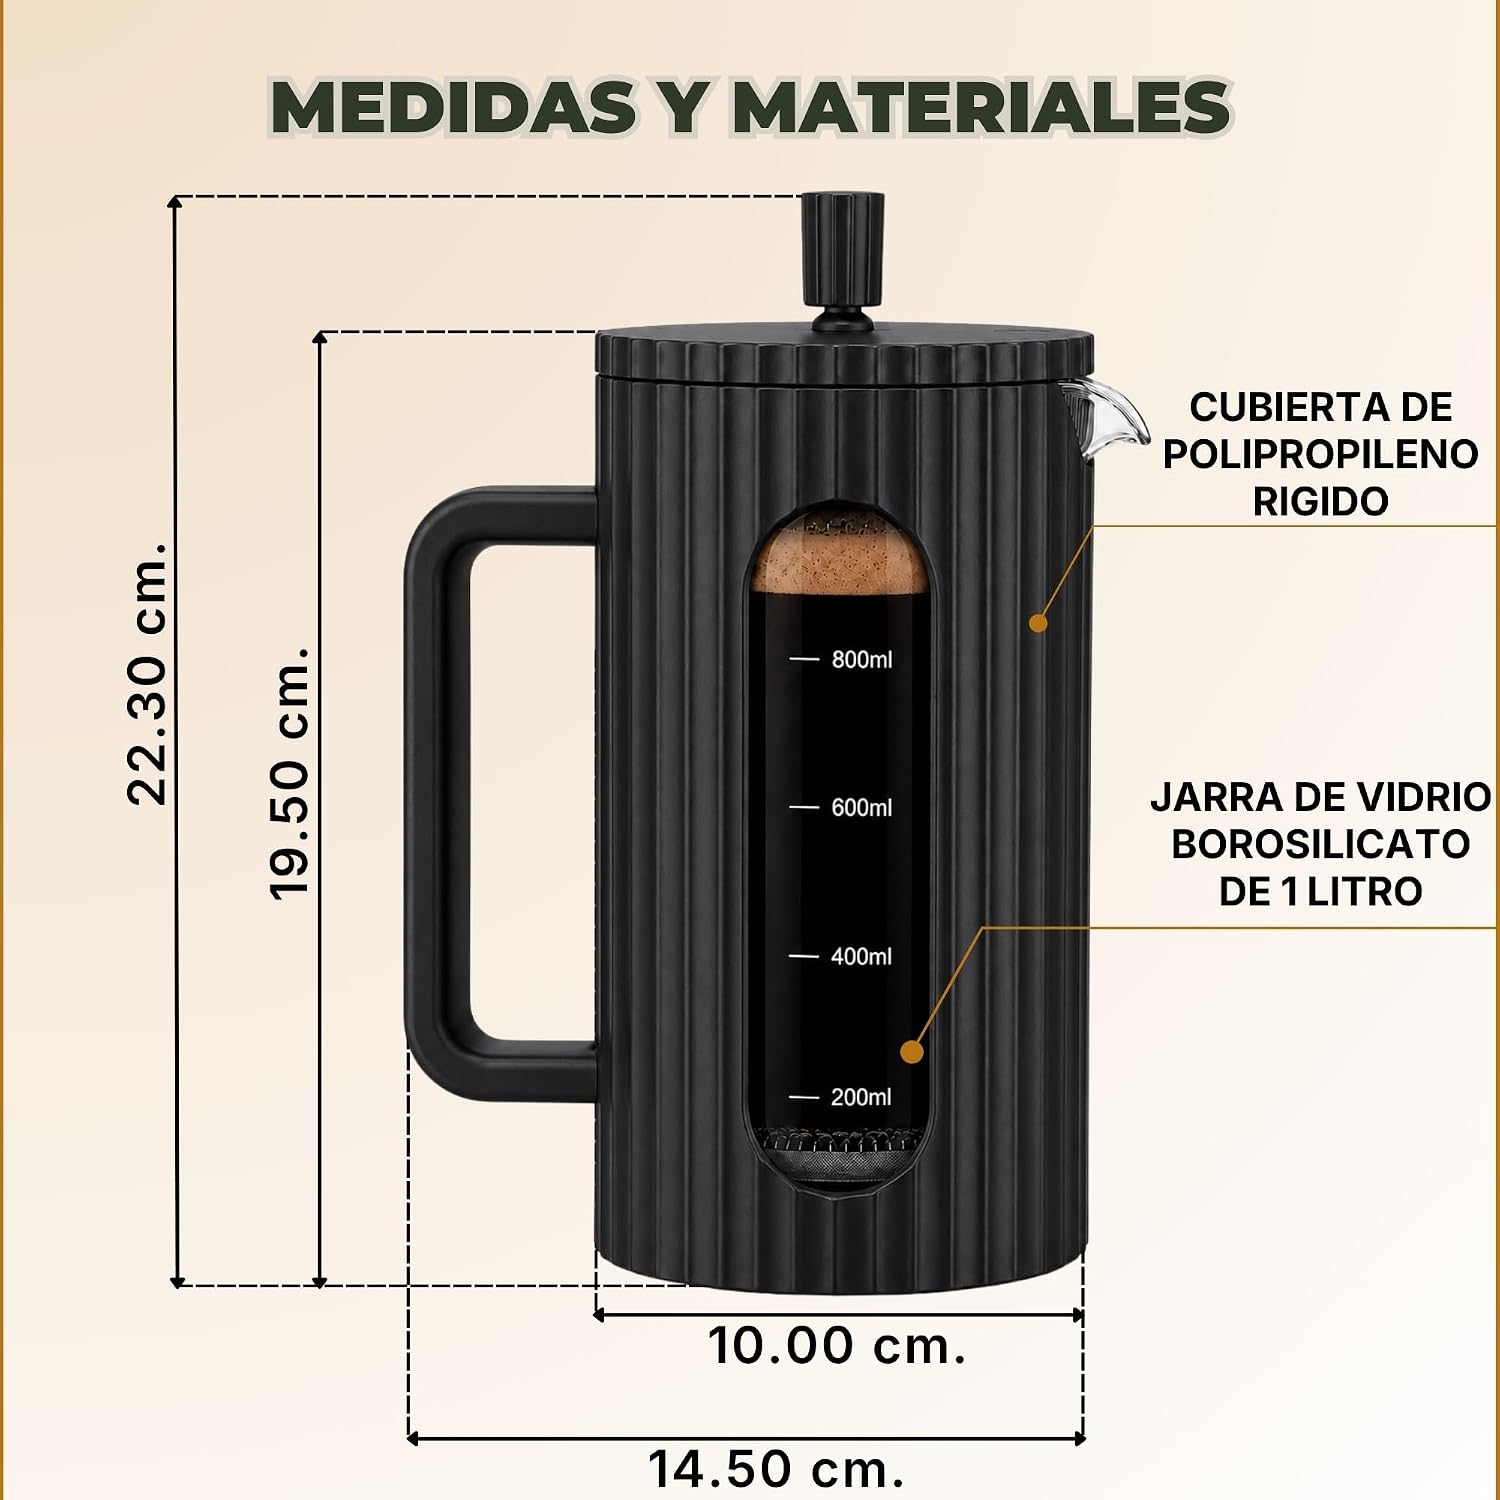 MEDIDAS Y MATERIALES
CUBIERTA DE
POLIPROPILENO
RIGIDO
22.30 cm.
19.50 cm.
800ml
600ml
400ml
200ml
JARRA DE VIDRIO
BOROSILICATO
DE 1 LITRO
10.00 cm.
14.50 cm.